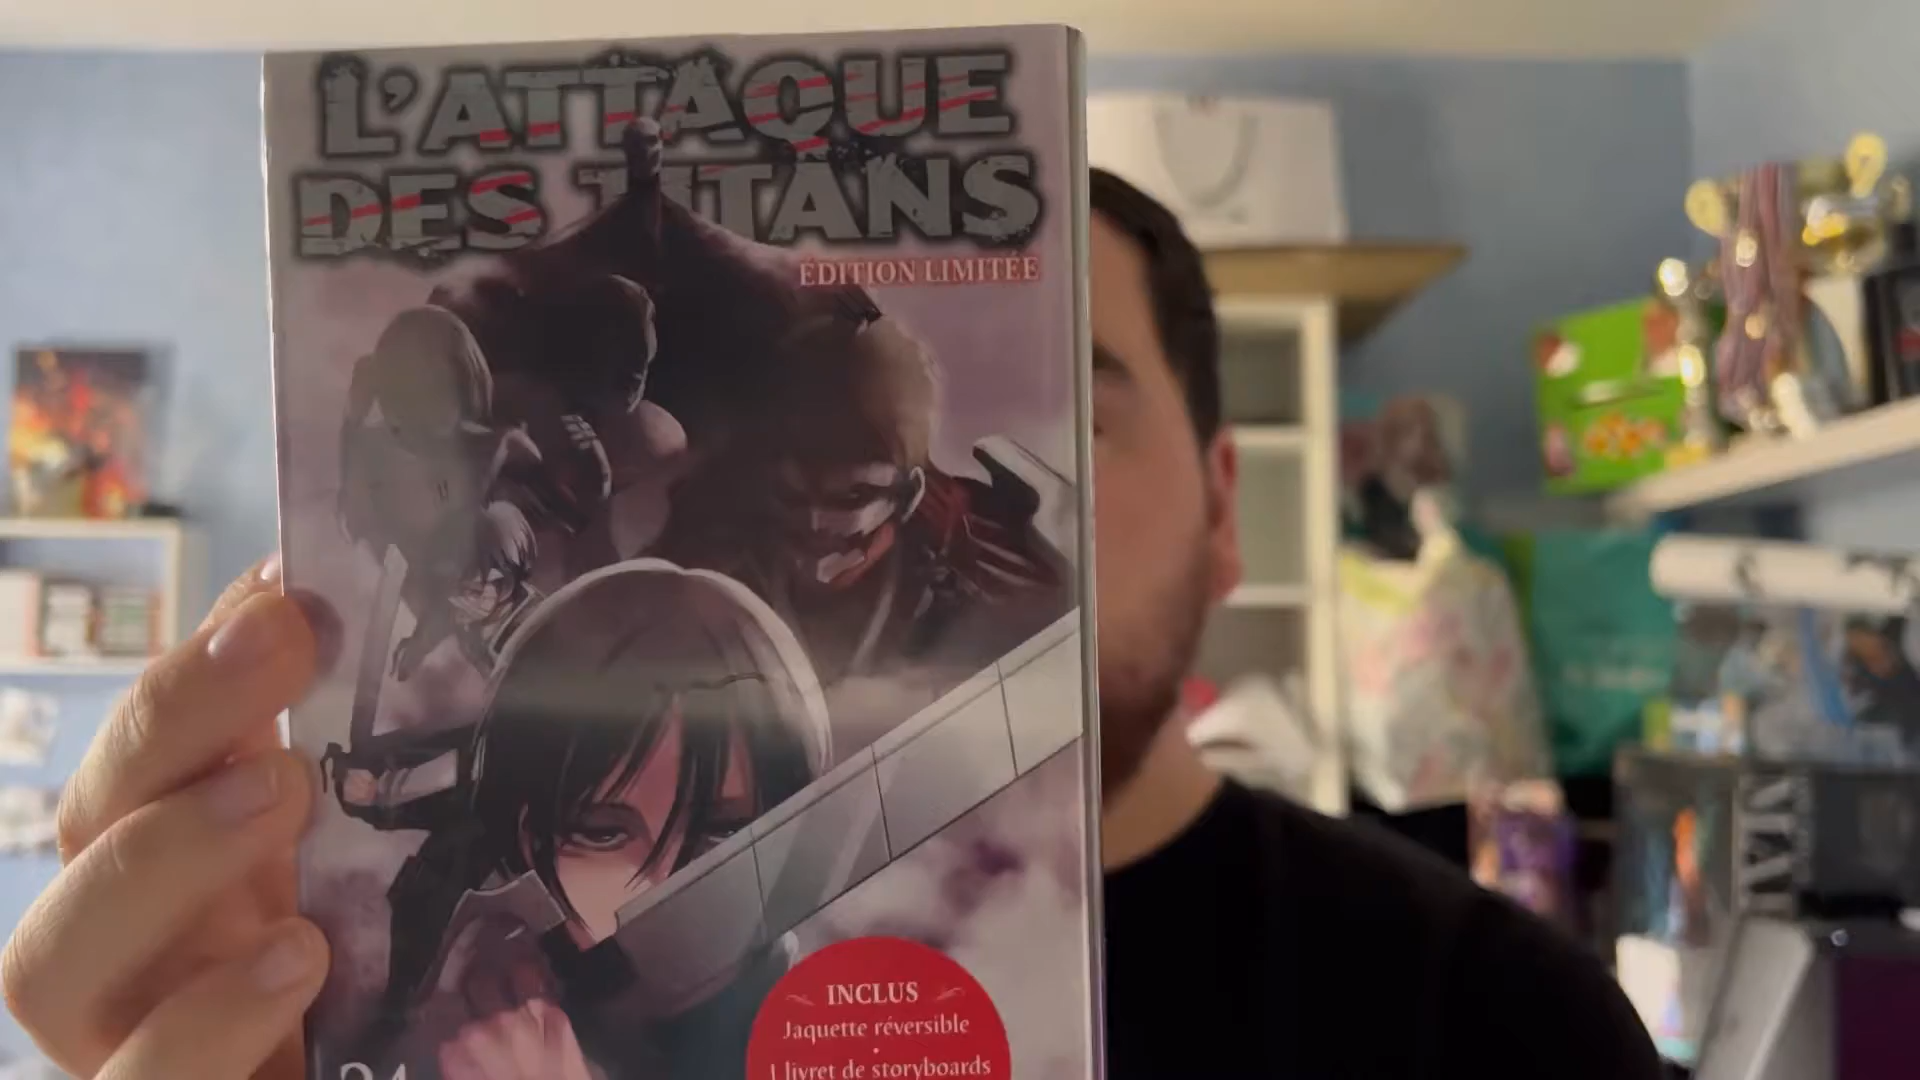 L'ATTAQUE
DES TITANS
ÉDITION LIMITÉE
INCLUS
Jaquette réversible
•
1 livret de storyboards